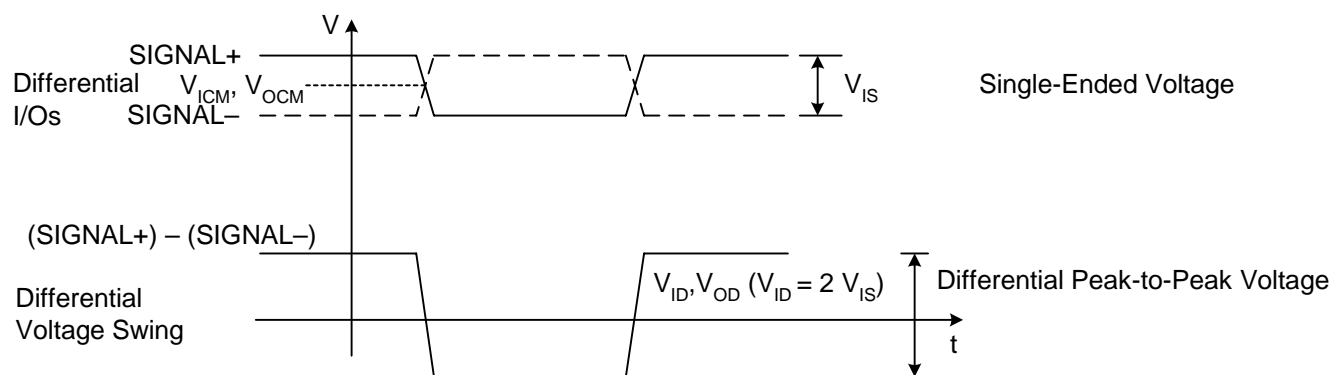 V
SIGNAL+
Differential I/Os
V_ICM, V_OCM
SIGNAL–
V_IS
Single-Ended Voltage
(SIGNAL+) – (SIGNAL–)
Differential
Voltage Swing
V_ID,V_OD (V_ID = 2 V_IS)
Differential Peak-to-Peak Voltage
t